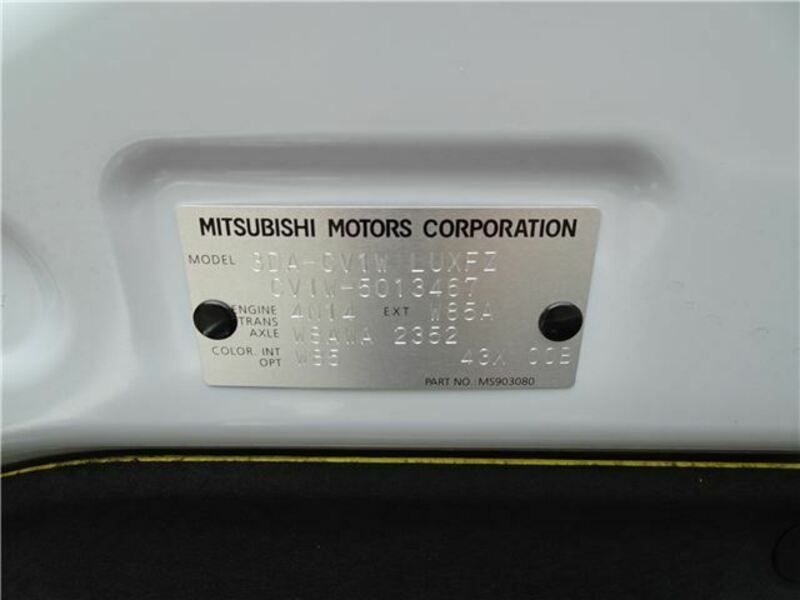 MITSUBISHI MOTORS CORPORATION
MODEL 3DA-CV1W LUXFZ
CV1W-5013467
ENGINE 4N14 EXT W85A
TRANS AXLE W8AWA 2352
COLOR. INT OPT W85 43X 00B
PART NO.: MS903080